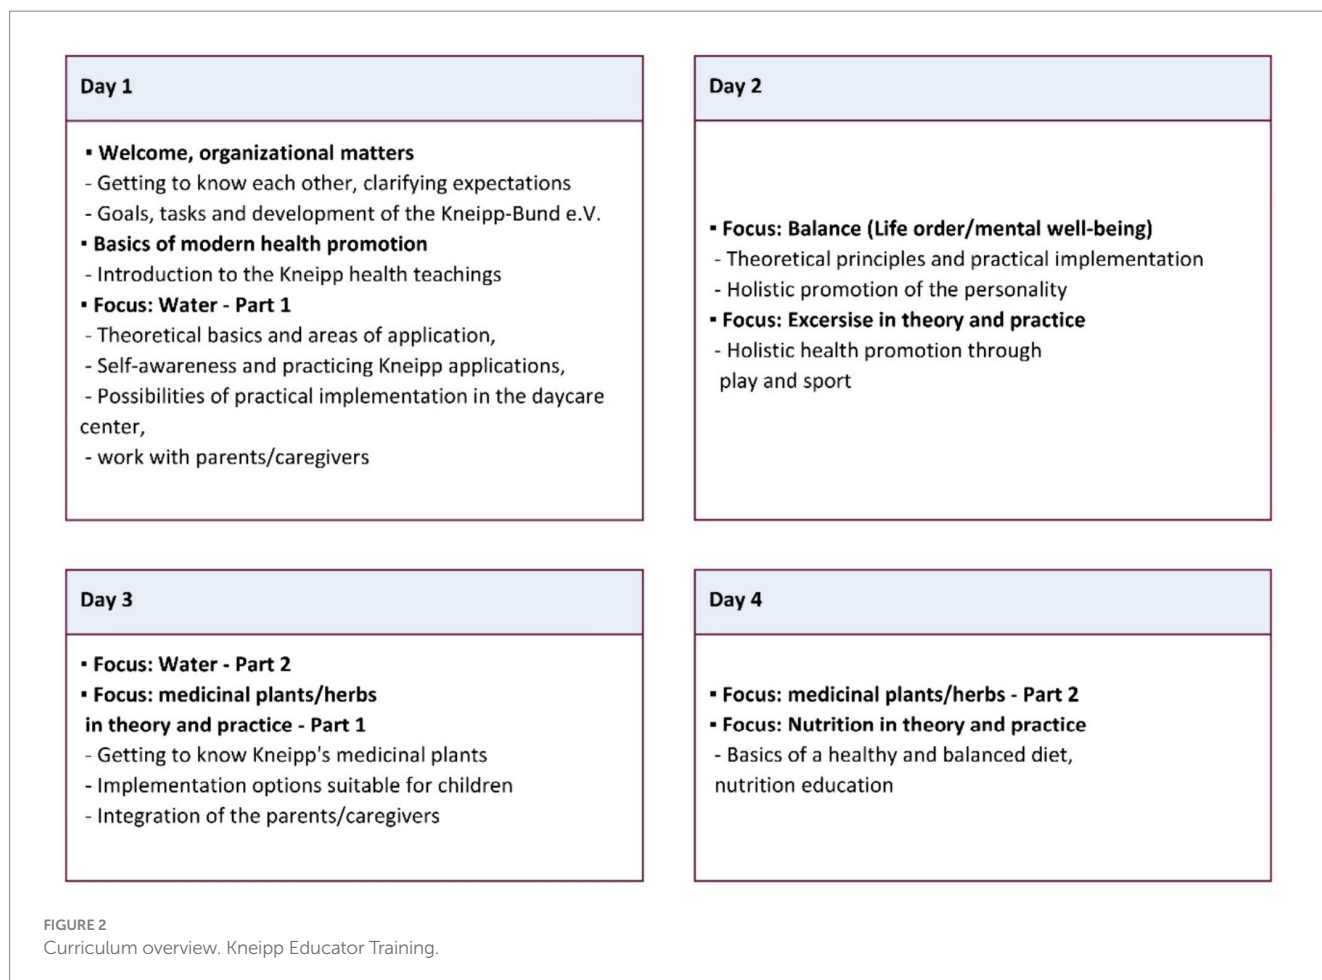 Day 1
▪ Welcome, organizational matters
- Getting to know each other, clarifying expectations
- Goals, tasks and development of the Kneipp-Bund e.V.
▪ Basics of modern health promotion
- Introduction to the Kneipp health teachings
▪ Focus: Water - Part 1
- Theoretical basics and areas of application,
- Self-awareness and practicing Kneipp applications,
- Possibilities of practical implementation in the daycare
center,
- work with parents/caregivers
Day 2
▪ Focus: Balance (Life order/mental well-being)
- Theoretical principles and practical implementation
- Holistic promotion of the personality
▪ Focus: Excersise in theory and practice
- Holistic health promotion through
play and sport
Day 3
▪ Focus: Water - Part 2
▪ Focus: medicinal plants/herbs
in theory and practice - Part 1
- Getting to know Kneipp's medicinal plants
- Implementation options suitable for children
- Integration of the parents/caregivers
Day 4
▪ Focus: medicinal plants/herbs - Part 2
▪ Focus: Nutrition in theory and practice
- Basics of a healthy and balanced diet,
nutrition education
FIGURE 2
Curriculum overview. Kneipp Educator Training.